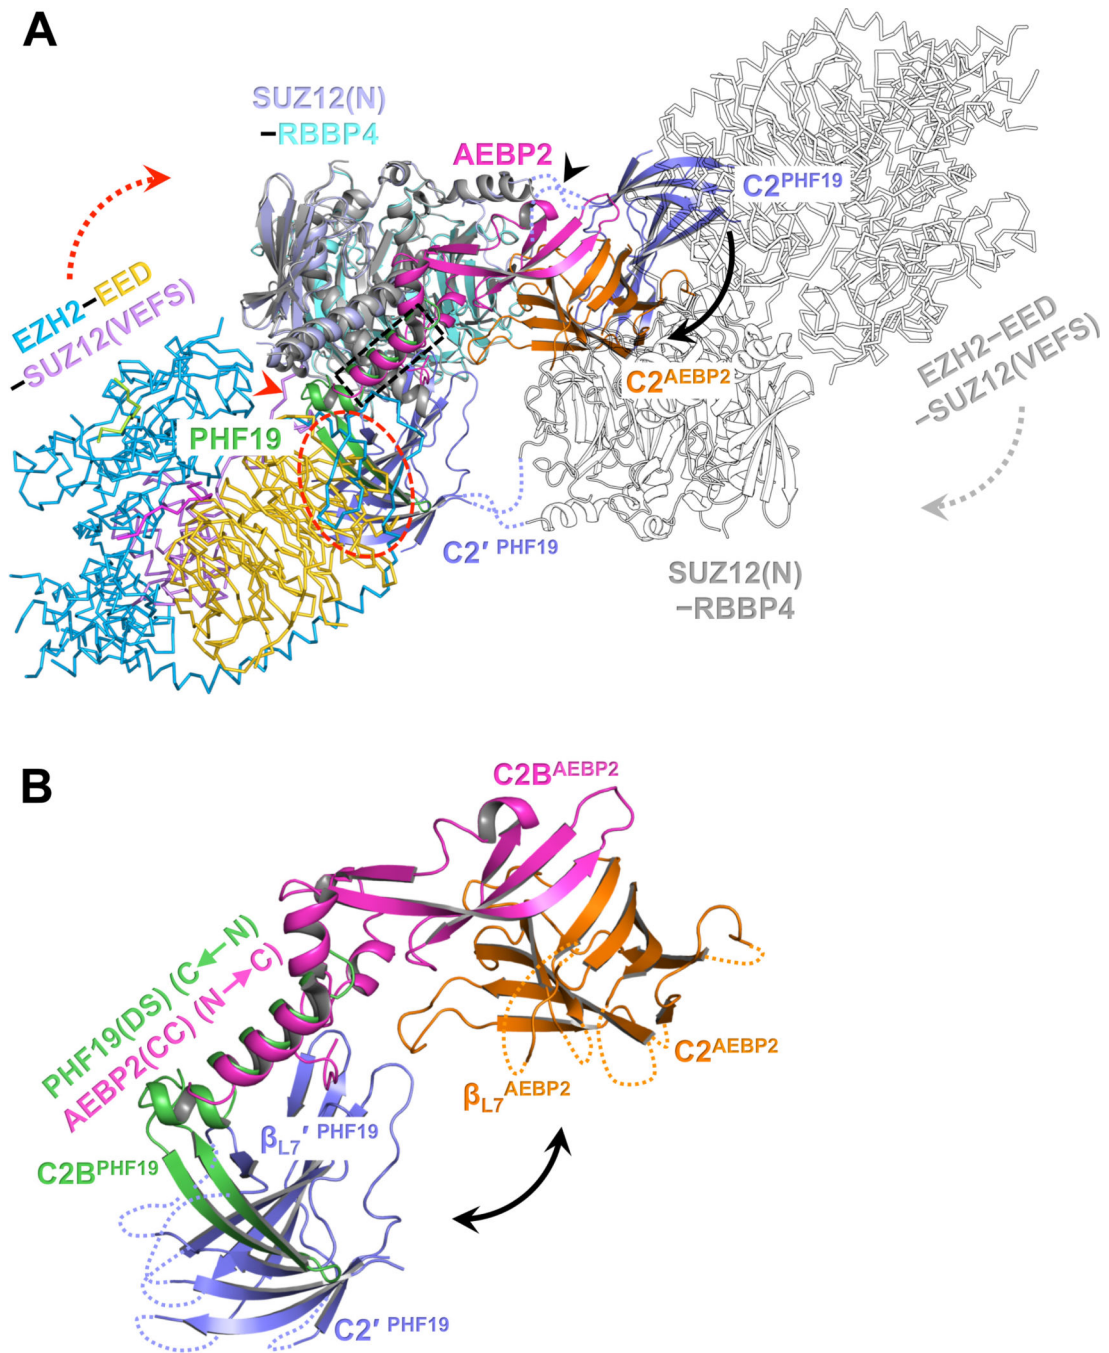 A
SUZ12(N)
–RBBP4
AEBP2
C2PHF19
EZH2–EED
–SUZ12(VEFS)
C2AEBP2
EZH2–EED
–SUZ12(VEFS)
PHF19
C2′ PHF19
SUZ12(N)
–RBBP4
B
C2BAEBP2
PHF19(DS) (C←N)
AEBP2(CC) (N→C)
C2AEBP2
βL7AEBP2
βL7′ PHF19
C2BPHF19
C2′ PHF19